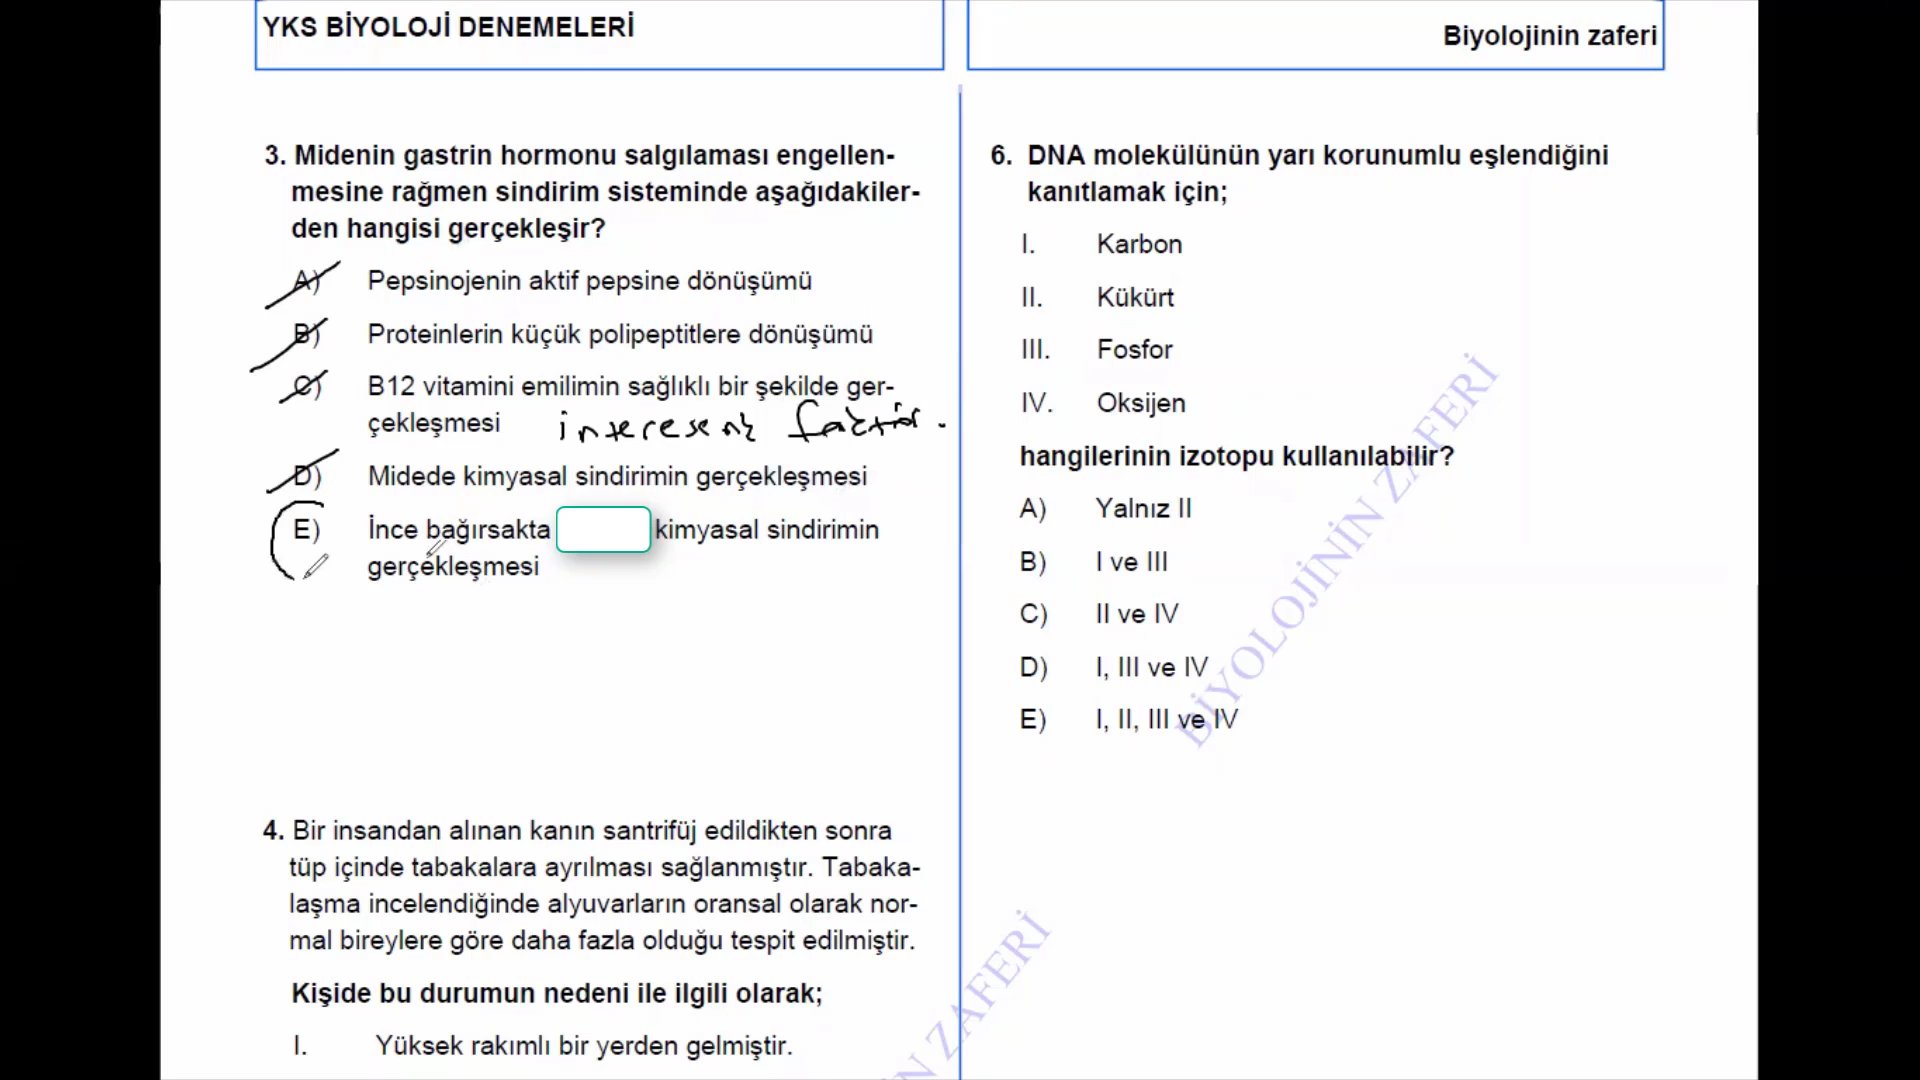 YKS BİYOLOJİ DENEMELERİ
Biyolojinin zaferi
3. Midenin gastrin hormonu salgılaması engellen-
mesine rağmen sindirim sisteminde aşağıdakiler-
den hangisi gerçekleşir?
A) Pepsinojenin aktif pepsine dönüşümü
B) Proteinlerin küçük polipeptitlere dönüşümü
C) B12 vitamini emilimin sağlıklı bir şekilde ger-
çekleşmesi
interesenk faktör.
D) Midede kimyasal sindirimin gerçekleşmesi
E) İnce bağırsakta kimyasal sindirimin
gerçekleşmesi
4. Bir insandan alınan kanın santrifüj edildikten sonra
tüp içinde tabakalara ayrılması sağlanmıştır. Tabaka-
laşma incelendiğinde alyuvarların oransal olarak nor-
mal bireylere göre daha fazla olduğu tespit edilmiştir.
Kişide bu durumun nedeni ile ilgili olarak;
I. Yüksek rakımlı bir yerden gelmiştir.
6. DNA molekülünün yarı korunumlu eşlendiğini
kanıtlamak için;
I. Karbon
II. Kükürt
III. Fosfor
IV. Oksijen
hangilerinin izotopu kullanılabilir?
A) Yalnız II
B) I ve III
C) II ve IV
D) I, III ve IV
E) I, II, III ve IV
BİYOLOJİNİN ZAFERİ
ZAFERİ